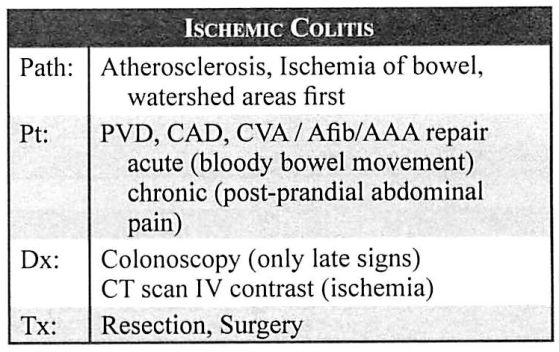 ISCHEMIC COLITIS
Path: Atherosclerosis, Ischemia of bowel,
watershed areas first
Pt: PVD, CAD, CVA / Afib/AAA repair
acute (bloody bowel movement)
chronic (post-prandial abdominal
pain)
Dx: Colonoscopy (only late signs)
CT scan IV contrast (ischemia)
Tx: Resection, Surgery